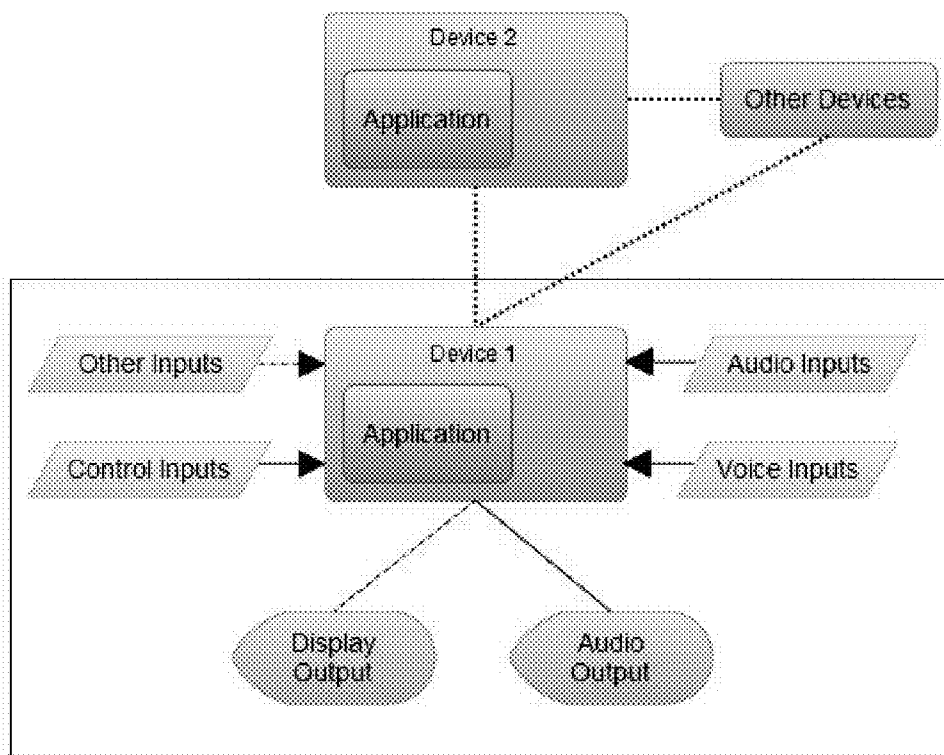 Device 2
Application
Other Devices
Device 1
Application
Other Inputs
Control Inputs
Audio Inputs
Voice Inputs
Display
Output
Audio
Output